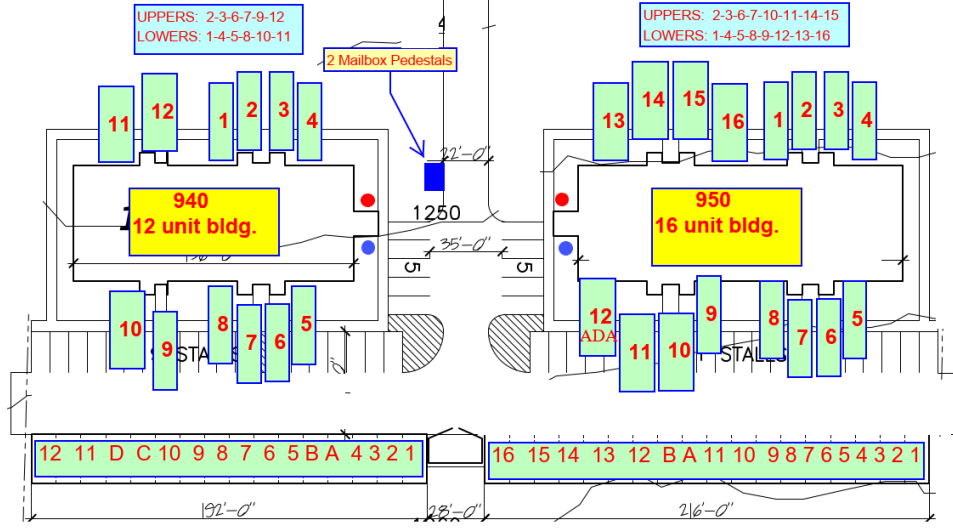 UPPERS: 2-3-6-7-9-12
LOWERS: 1-4-5-8-10-11
UPPERS: 2-3-6-7-10-11-14-15
LOWERS: 1-4-5-8-9-12-13-16
4
2 Mailbox Pedestals
11 12 1 2 3 4
13 14 15 16 1 2 3 4
22'-0"
940
12 unit bldg.
950
16 unit bldg.
1250
35'-0"
5 5
10 9 8 7 6 5
12 ADA 11 10 9 8 7 6 5
STALLS
12 11 D C 10 9 8 7 6 5 B A 4 3 2 1
16 15 14 13 12 B A 11 10 9 8 7 6 5 4 3 2 1
192'-0" 28'-0" 216'-0"